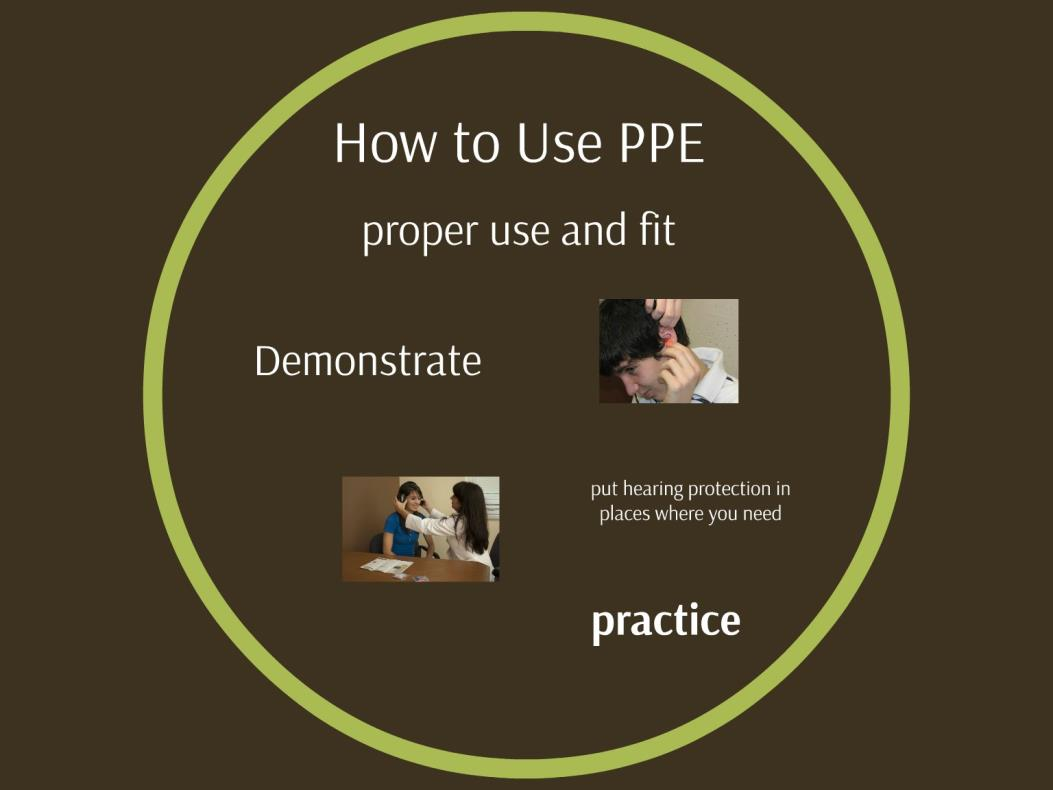 How to Use PPE
proper use and fit
Demonstrate
put hearing protection in
places where you need
practice